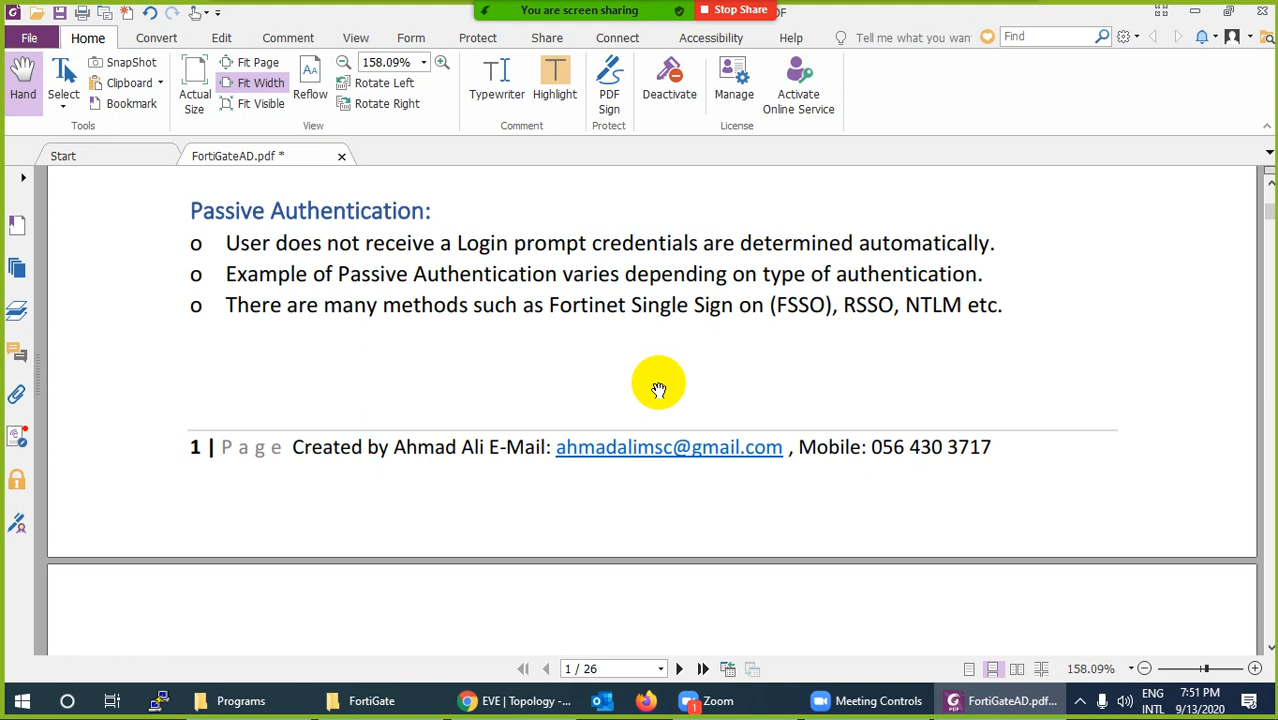 You are screen sharing
Stop Share
DF
File Home Convert Edit Comment View Form Protect Share Connect Accessibility Help Tell me what you want Find
Hand
Select
SnapShot
Clipboard
Bookmark
Tools
Actual Size
Fit Page
Fit Width
Fit Visible
Reflow
158.09%
Rotate Left
Rotate Right
View
Typewriter
Highlight
Comment
PDF Sign
Protect
Deactivate
Manage
Activate Online Service
License
Start
FortiGateAD.pdf *
Passive Authentication:
o User does not receive a Login prompt credentials are determined automatically.
o Example of Passive Authentication varies depending on type of authentication.
o There are many methods such as Fortinet Single Sign on (FSSO), RSSO, NTLM etc.
1 | Page Created by Ahmad Ali E-Mail: ahmadalimsc@gmail.com , Mobile: 056 430 3717
1 / 26
158.09%
Programs
FortiGate
EVE | Topology - ...
1
Zoom
Meeting Controls
FortiGateAD.pdf...
ENG
INTL
7:51 PM
9/13/2020